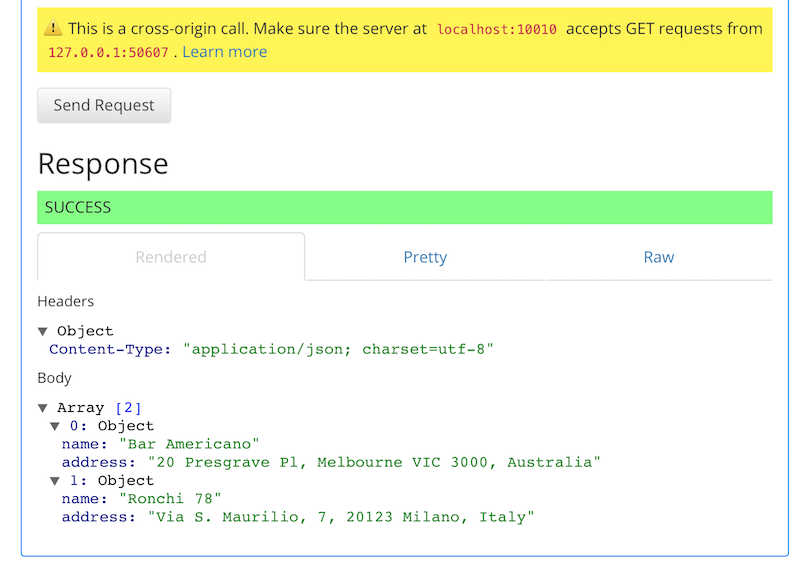 This is a cross-origin call. Make sure the server at localhost:10010 accepts GET requests from
127.0.0.1:50607 . Learn more
Send Request
Response
SUCCESS
Rendered Pretty Raw
Headers
▼ Object
Content-Type: "application/json; charset=utf-8"
Body
▼ Array [2]
▼ 0: Object
name: "Bar Americano"
address: "20 Presgrave Pl, Melbourne VIC 3000, Australia"
▼ 1: Object
name: "Ronchi 78"
address: "Via S. Maurilio, 7, 20123 Milano, Italy"